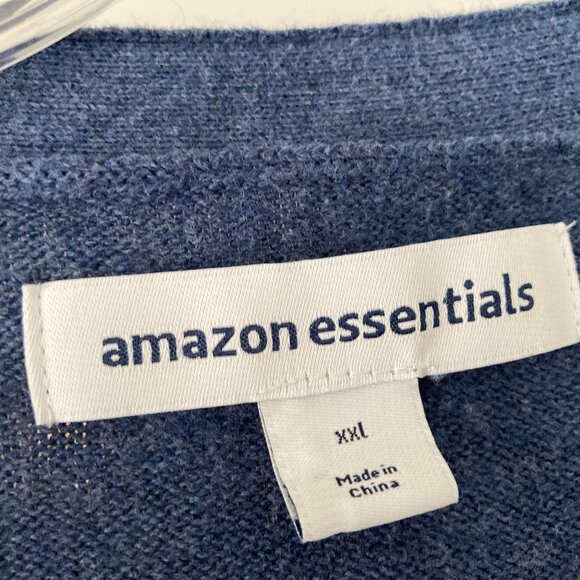 amazon essentials
xxl
Made in
China